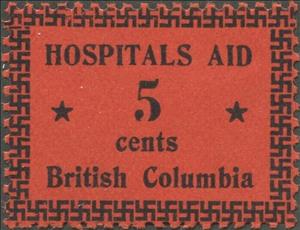 HOSPITALS AID
5
cents
British Columbia